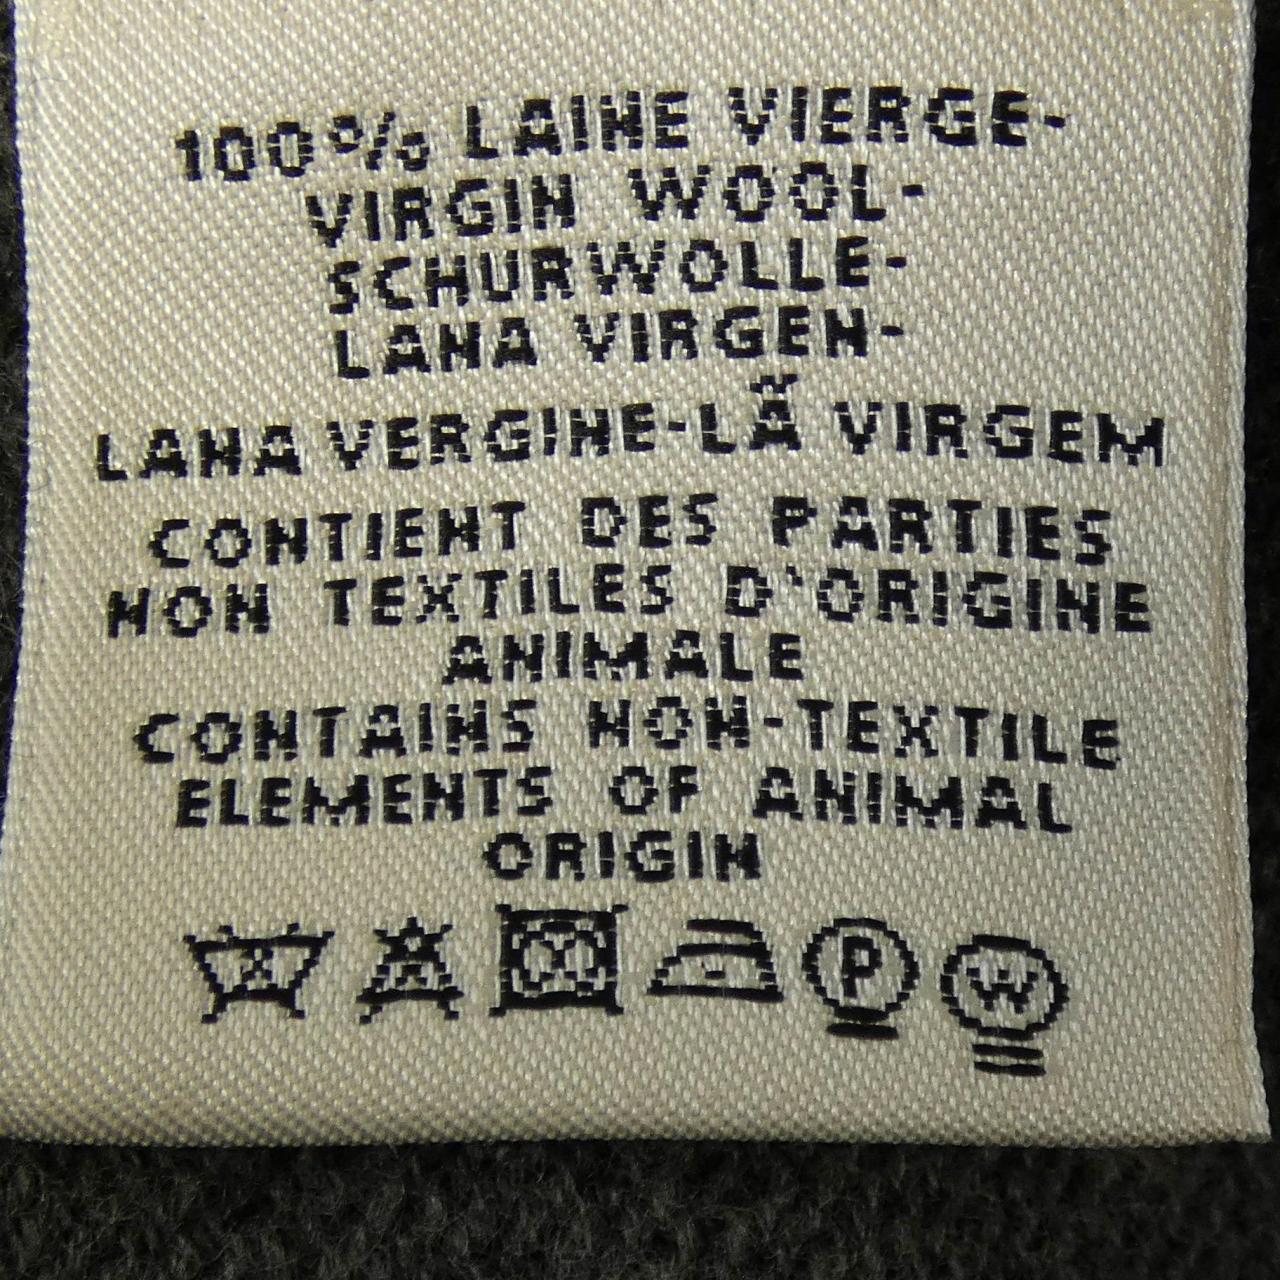 100% LAINE VIERGE-
VIRGIN WOOL-
SCHURWOLLE-
LANA VIRGEN-
LANA VERGINE-LÃ VIRGEM
CONTIENT DES PARTIES
NON TEXTILES D'ORIGINE
ANIMALE
CONTAINS NON-TEXTILE
ELEMENTS OF ANIMAL
ORIGIN
P W